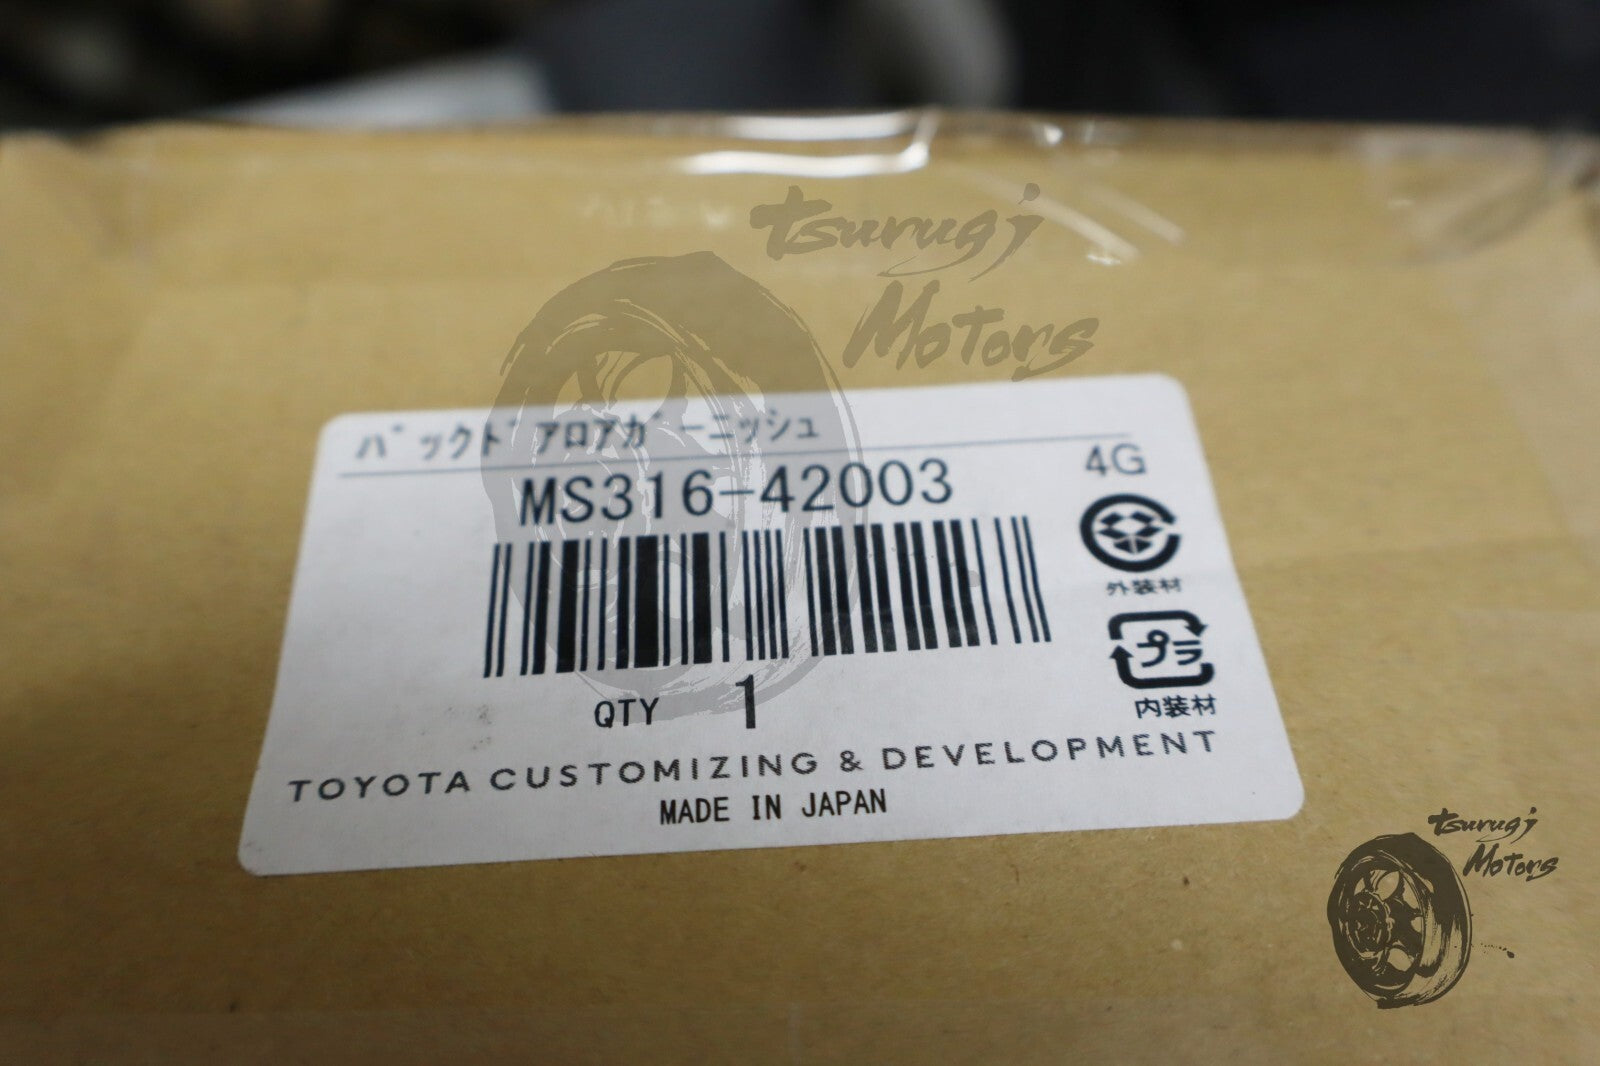 tsurugi
Motors
ﾊﾞｯｸﾄﾞｱﾛｱｶﾞｰﾆｯｼｭ
MS316-42003
4G
外装材
プラ
内装材
QTY 1
TOYOTA CUSTOMIZING & DEVELOPMENT
MADE IN JAPAN
tsurugi
Motors